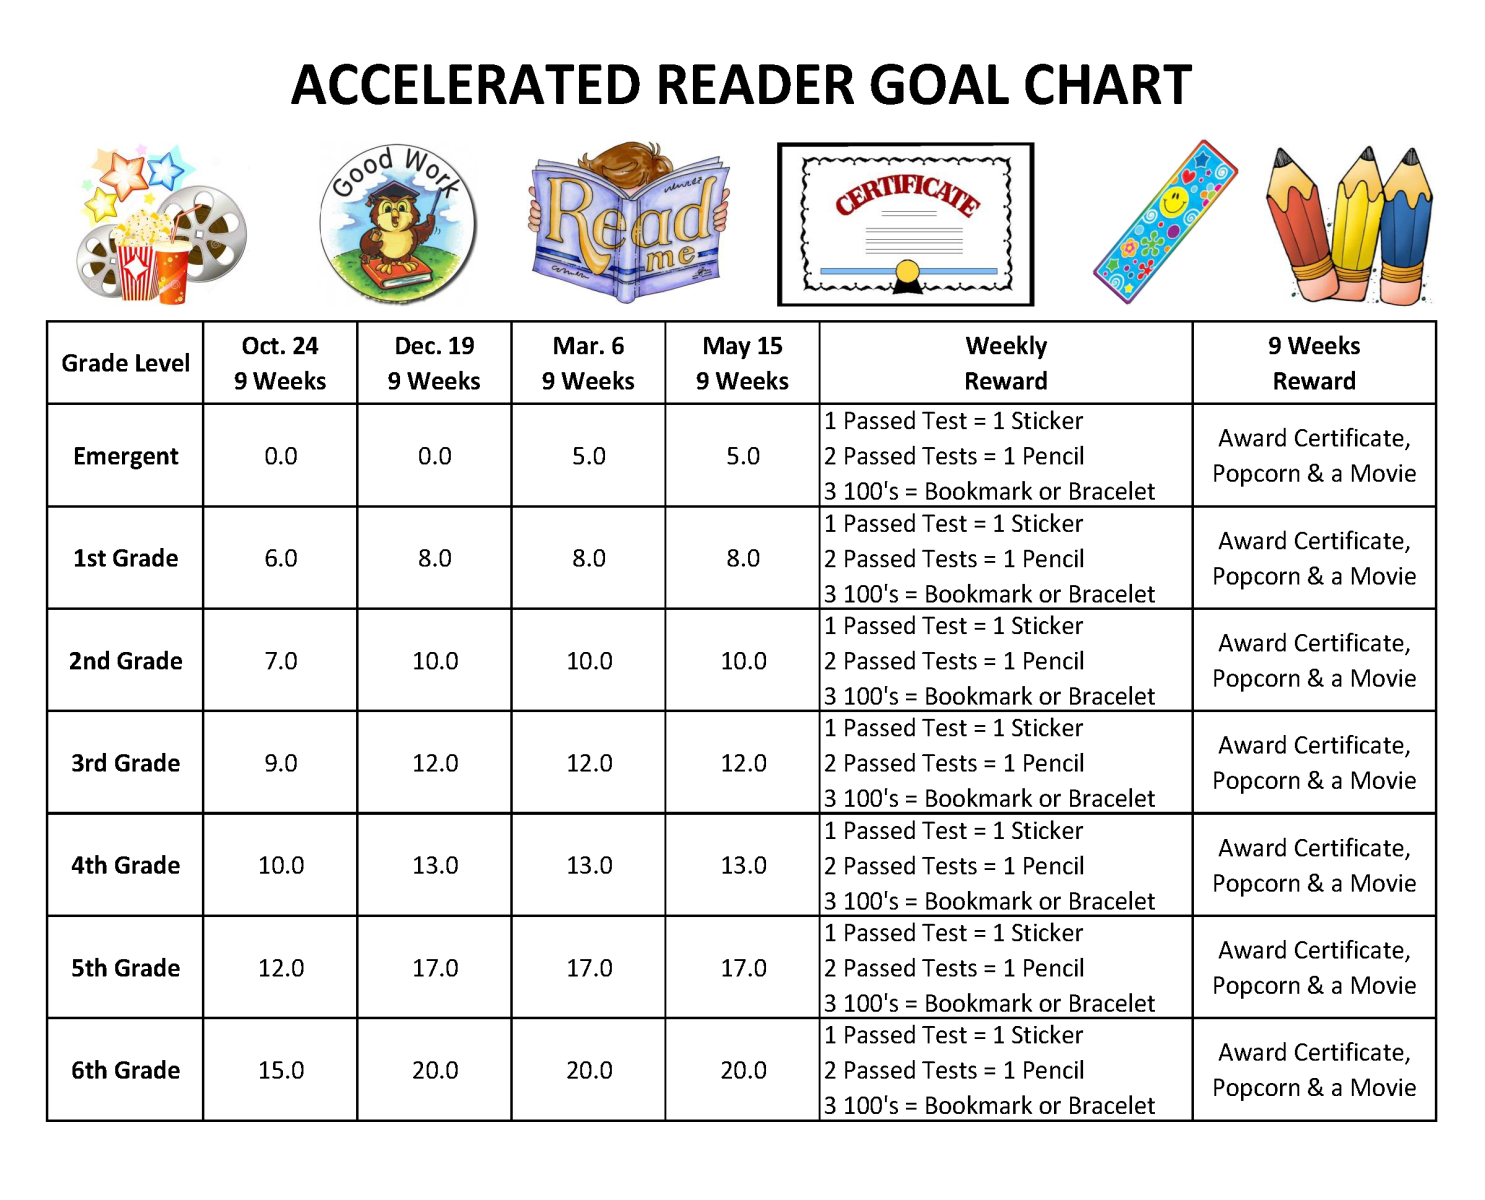 ACCELERATED READER GOAL CHART
Good Work
Read
me
CERTIFICATE
Grade Level
Oct. 24
9 Weeks
Dec. 19
9 Weeks
Mar. 6
9 Weeks
May 15
9 Weeks
Weekly
Reward
9 Weeks
Reward
Emergent
0.0
0.0
5.0
5.0
1 Passed Test = 1 Sticker
2 Passed Tests = 1 Pencil
3 100's = Bookmark or Bracelet
Award Certificate,
Popcorn & a Movie
1st Grade
6.0
8.0
8.0
8.0
1 Passed Test = 1 Sticker
2 Passed Tests = 1 Pencil
3 100's = Bookmark or Bracelet
Award Certificate,
Popcorn & a Movie
2nd Grade
7.0
10.0
10.0
10.0
1 Passed Test = 1 Sticker
2 Passed Tests = 1 Pencil
3 100's = Bookmark or Bracelet
Award Certificate,
Popcorn & a Movie
3rd Grade
9.0
12.0
12.0
12.0
1 Passed Test = 1 Sticker
2 Passed Tests = 1 Pencil
3 100's = Bookmark or Bracelet
Award Certificate,
Popcorn & a Movie
4th Grade
10.0
13.0
13.0
13.0
1 Passed Test = 1 Sticker
2 Passed Tests = 1 Pencil
3 100's = Bookmark or Bracelet
Award Certificate,
Popcorn & a Movie
5th Grade
12.0
17.0
17.0
17.0
1 Passed Test = 1 Sticker
2 Passed Tests = 1 Pencil
3 100's = Bookmark or Bracelet
Award Certificate,
Popcorn & a Movie
6th Grade
15.0
20.0
20.0
20.0
1 Passed Test = 1 Sticker
2 Passed Tests = 1 Pencil
3 100's = Bookmark or Bracelet
Award Certificate,
Popcorn & a Movie